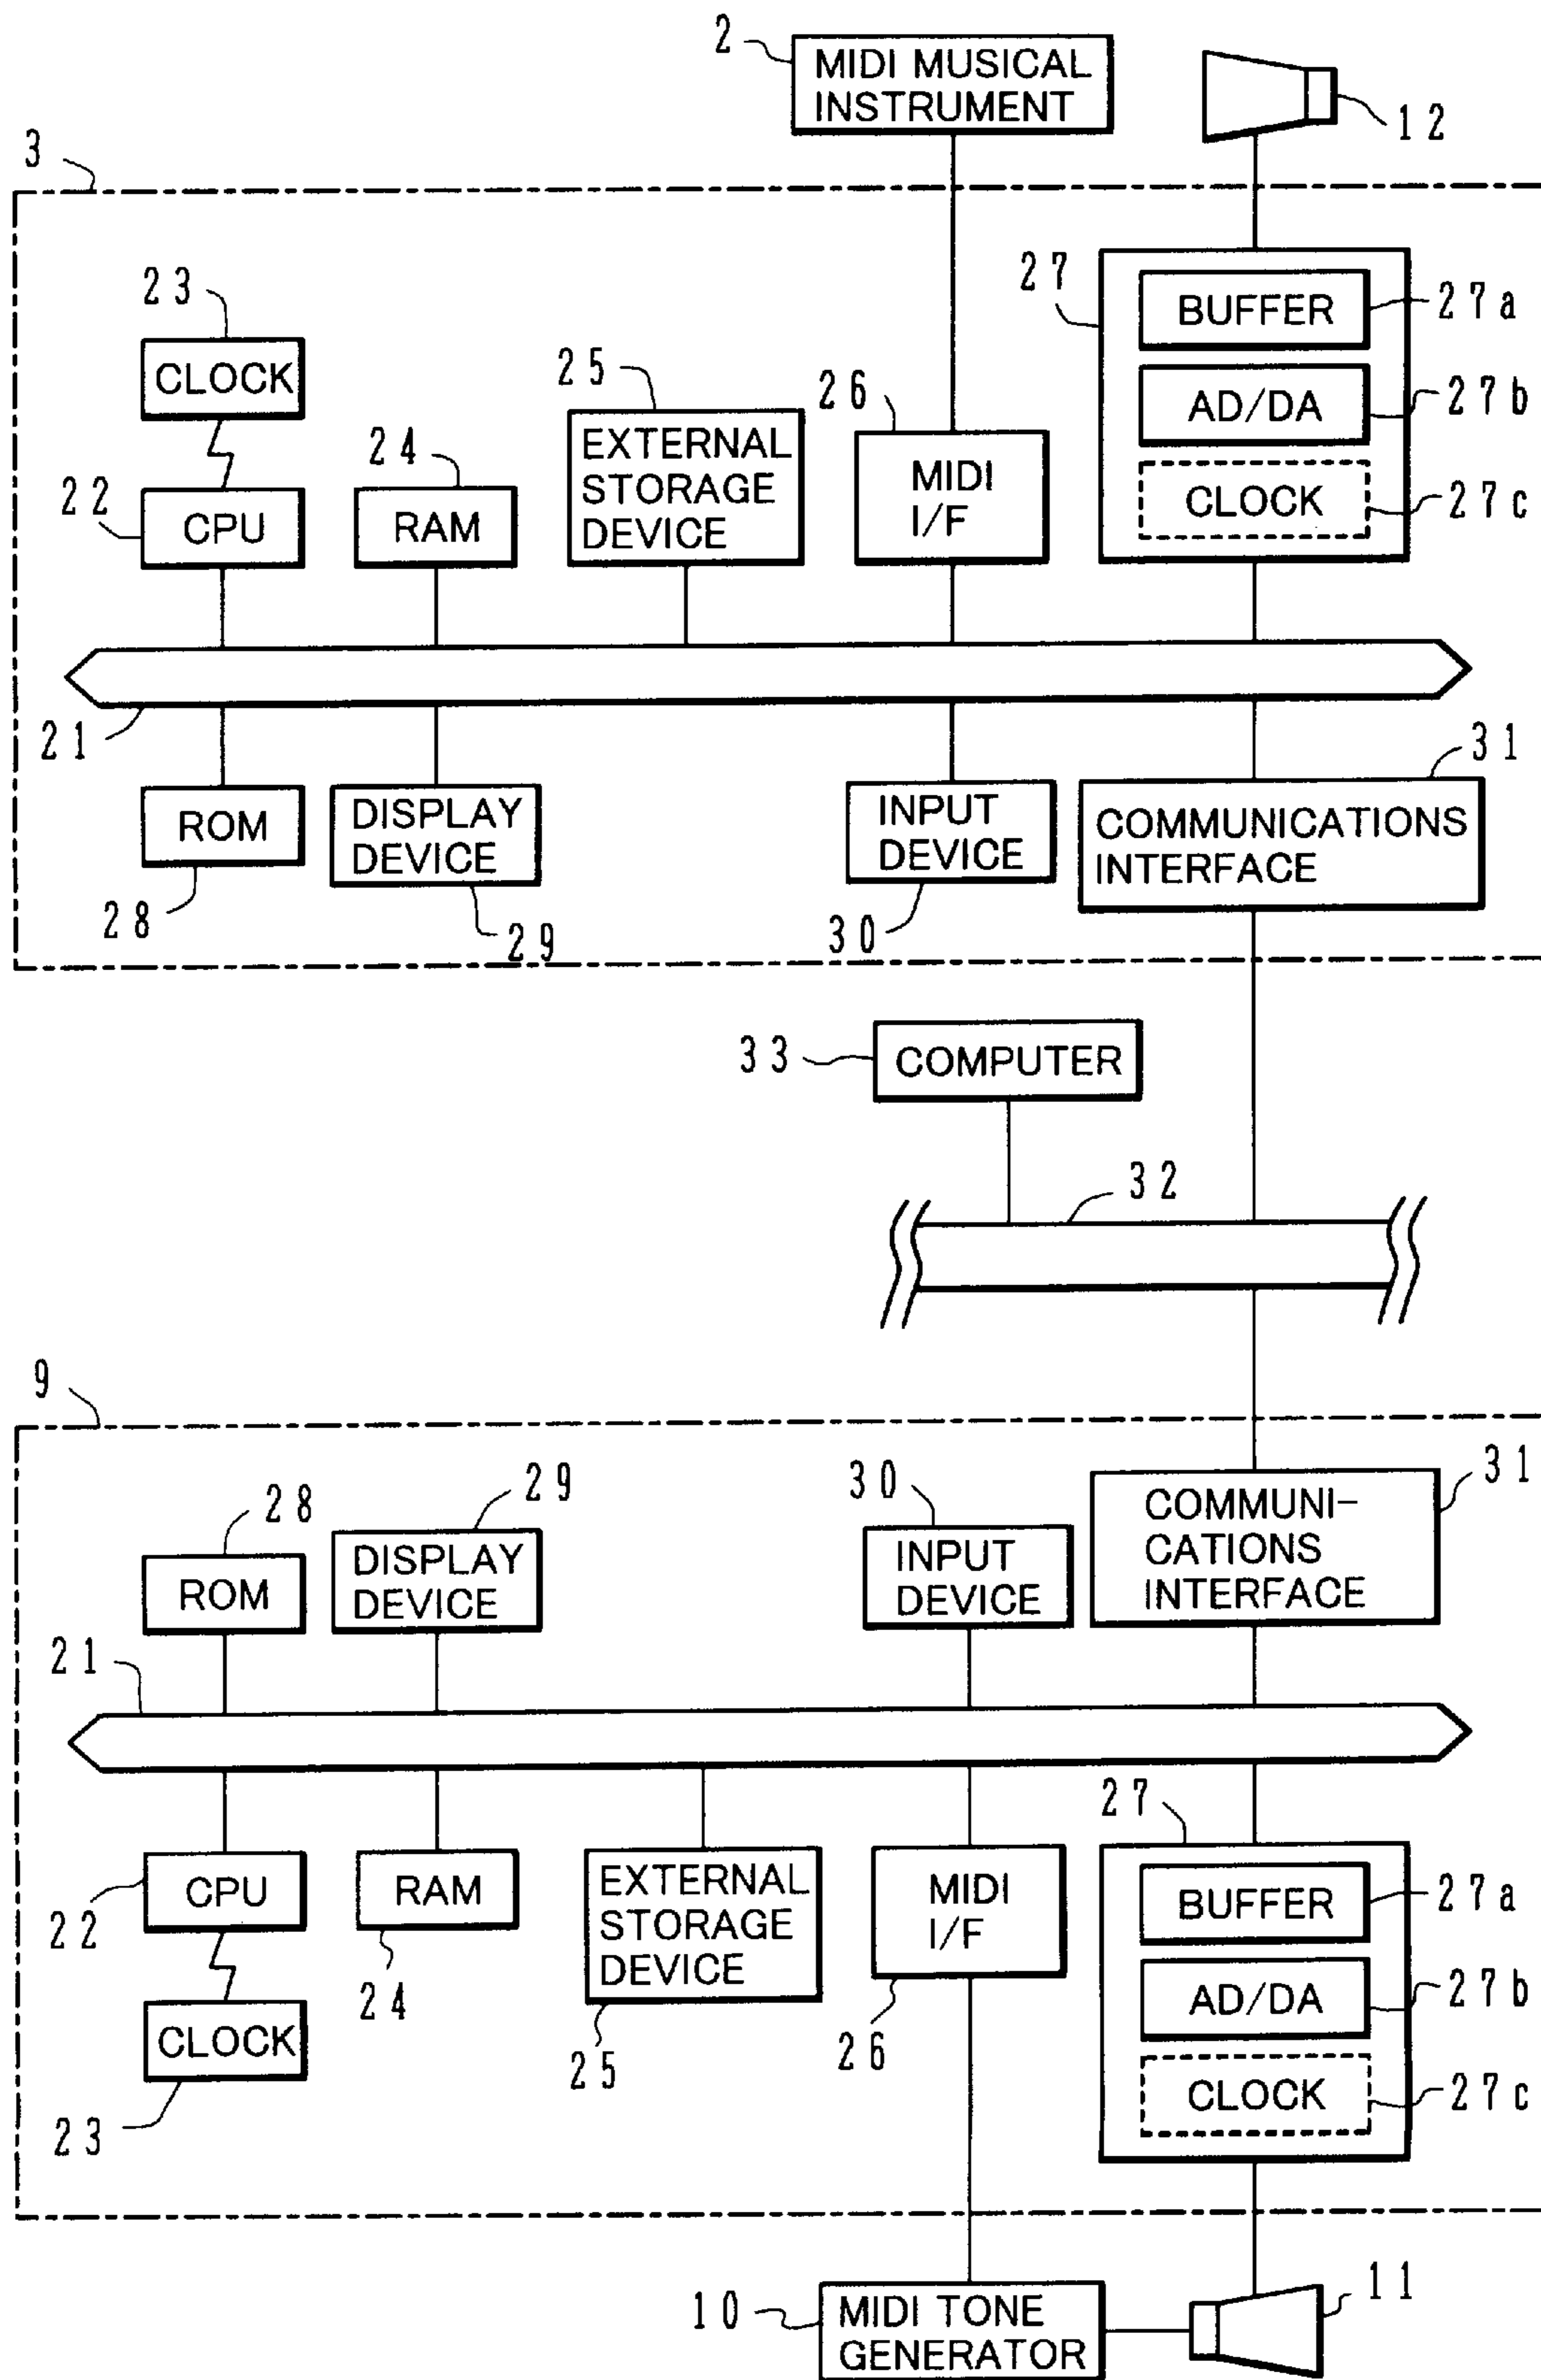 2
MIDI MUSICAL
INSTRUMENT
12
3
27
BUFFER
27a
AD/DA
27b
CLOCK
27c
23
CLOCK
25
EXTERNAL
STORAGE
DEVICE
26
MIDI
I/F
24
RAM
22
CPU
21
ROM
28
DISPLAY
DEVICE
29
INPUT
DEVICE
30
31
COMMUNICATIONS
INTERFACE
33
COMPUTER
32
9
28
ROM
29
DISPLAY
DEVICE
30
INPUT
DEVICE
31
COMMUNI-
CATIONS
INTERFACE
21
22
CPU
23
CLOCK
RAM
24
EXTERNAL
STORAGE
DEVICE
25
MIDI
I/F
26
27
BUFFER
27a
AD/DA
27b
CLOCK
27c
10
MIDI TONE
GENERATOR
11